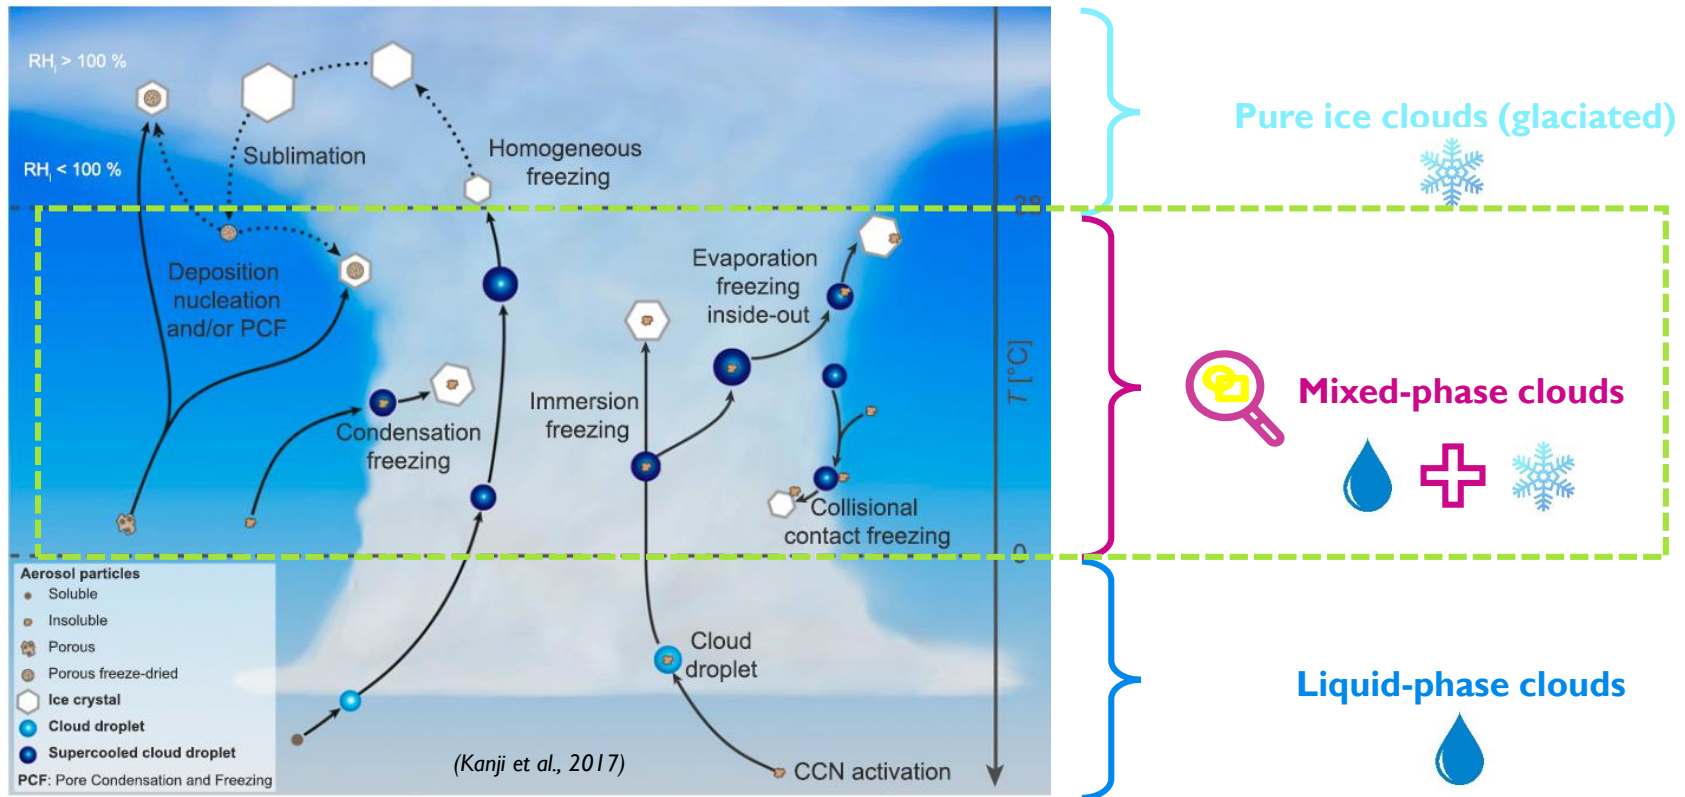 RHi > 100 %
RHi < 100 %
Sublimation
Homogeneous
freezing
Deposition
nucleation
and/or PCF
Condensation
freezing
Immersion
freezing
Evaporation
freezing
inside-out
Collisional
contact freezing
Cloud
droplet
CCN activation
T [°C]
0
Aerosol particles
Soluble
Insoluble
Porous
Porous freeze-dried
Ice crystal
Cloud droplet
Supercooled cloud droplet
PCF: Pore Condensation and Freezing
(Kanji et al., 2017)
Pure ice clouds (glaciated)
Mixed-phase clouds
Liquid-phase clouds